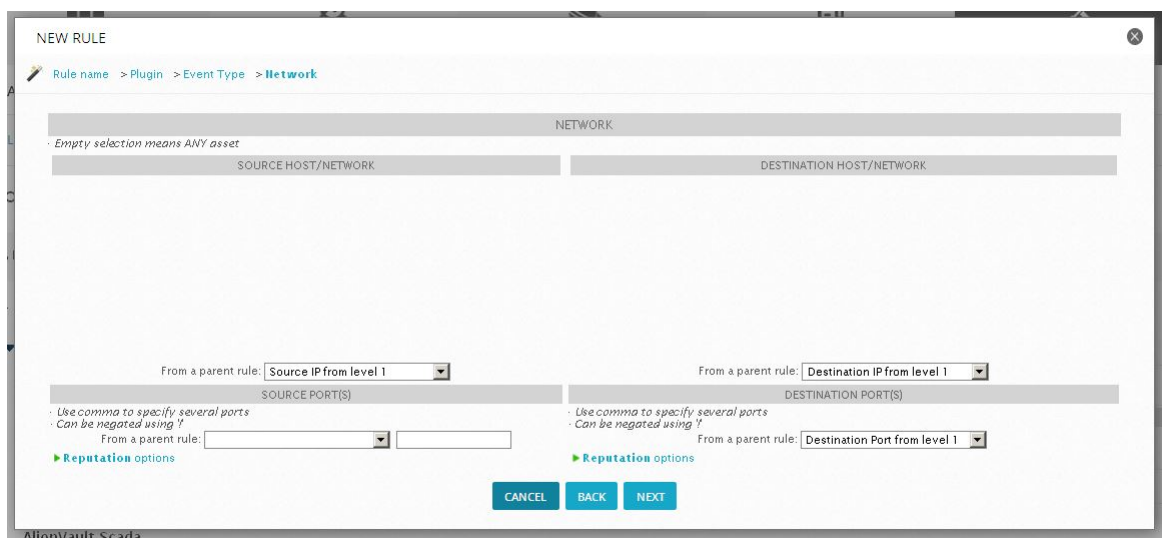 NEW RULE
Rule name > Plugin > Event Type > Network
NETWORK
· Empty selection means ANY asset
SOURCE HOST/NETWORK
DESTINATION HOST/NETWORK
From a parent rule: Source IP from level 1
From a parent rule: Destination IP from level 1
SOURCE PORT(S)
· Use comma to specify several ports
· Can be negated using '!'
From a parent rule:
Reputation options
DESTINATION PORT(S)
· Use comma to specify several ports
· Can be negated using '!'
From a parent rule: Destination Port from level 1
Reputation options
CANCEL BACK NEXT
AlienVault Scada